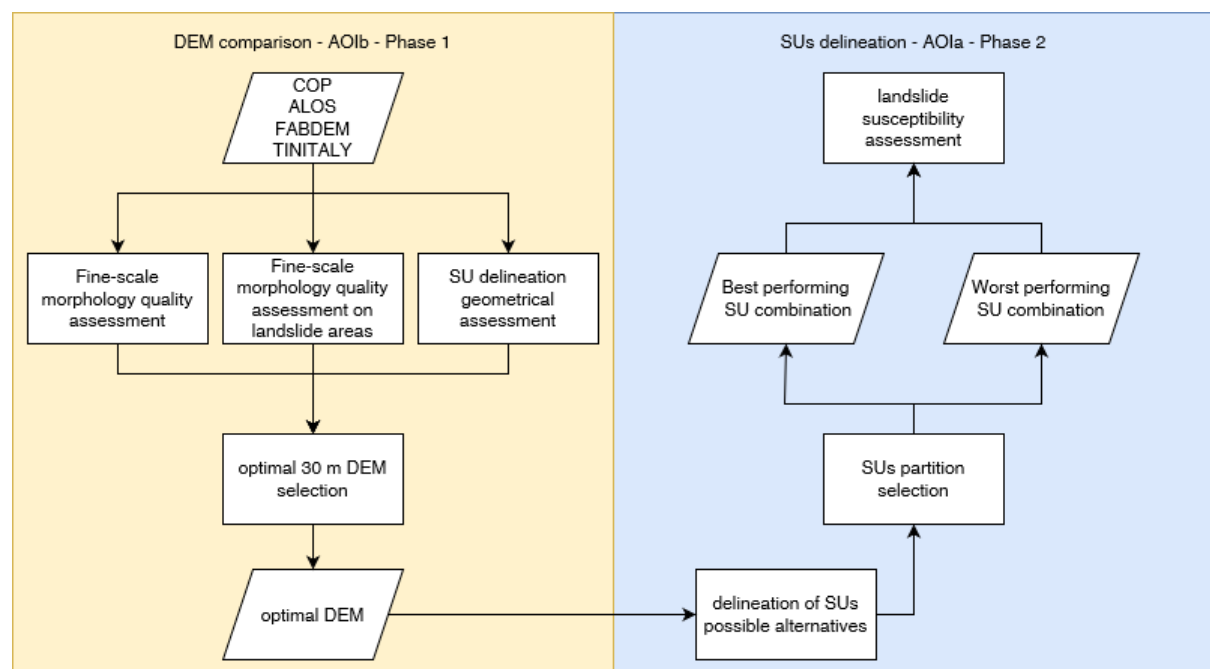 DEM comparison - AOIb - Phase 1
COP
ALOS
FABDEM
TINITALY
Fine-scale
morphology quality
assessment
Fine-scale
morphology quality
assessment on
landslide areas
SU delineation
geometrical
assessment
optimal 30 m DEM
selection
optimal DEM
SUs delineation - AOIa - Phase 2
landslide
susceptibility
assessment
Best performing
SU combination
Worst performing
SU combination
SUs partition
selection
delineation of SUs
possible alternatives